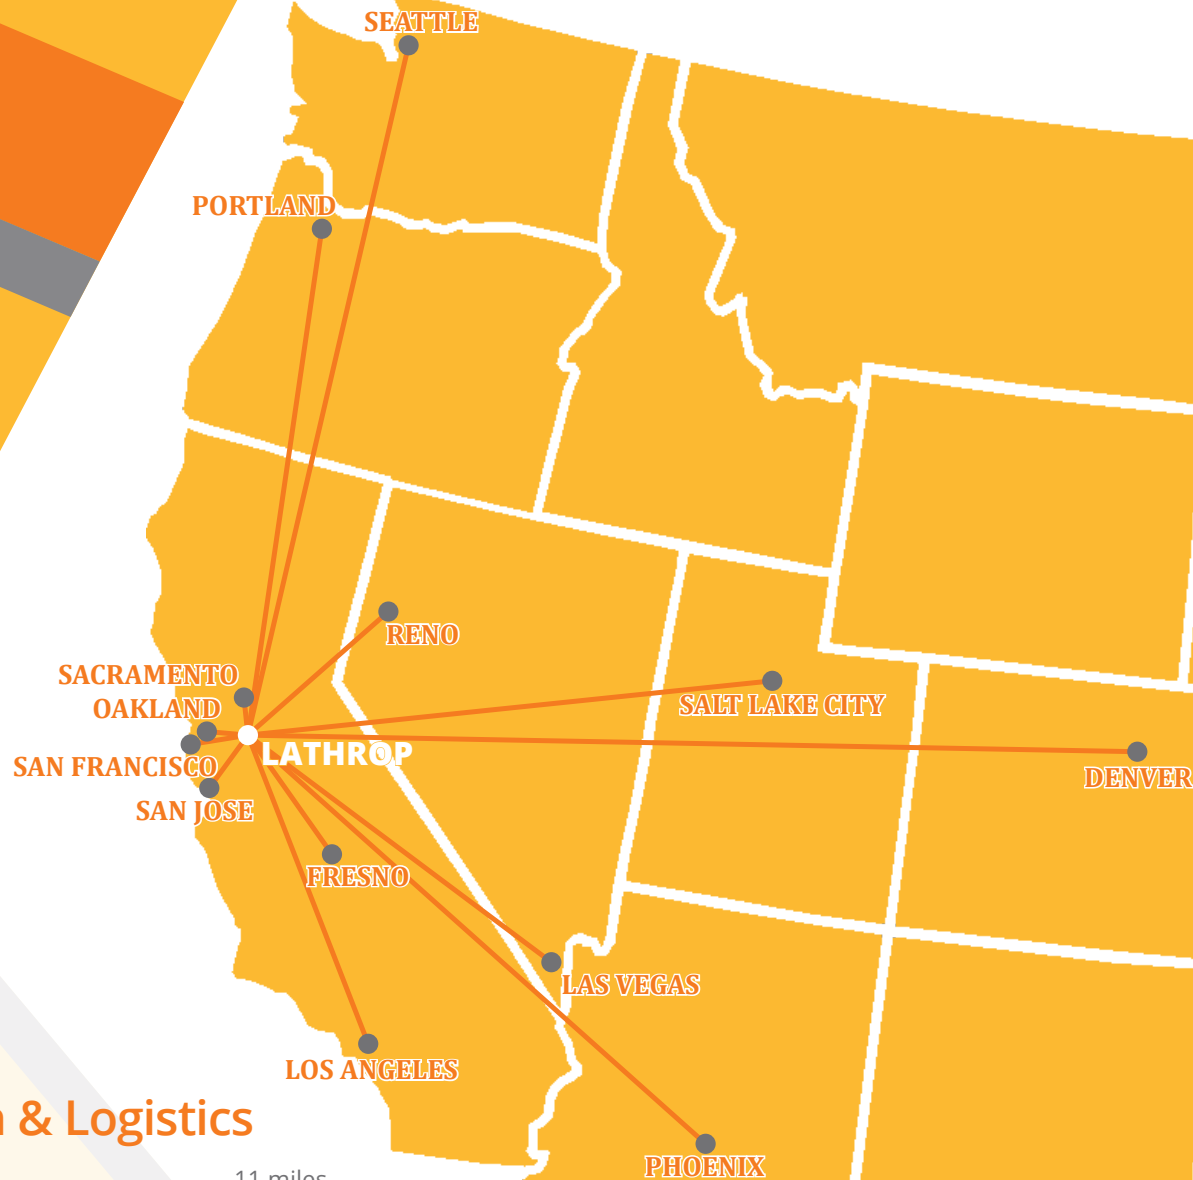 SEATTLE
PORTLAND
RENO
SACRAMENTO
OAKLAND
SALT LAKE CITY
LATHROP
SAN FRANCISCO
DENVER
SAN JOSE
FRESNO
LAS VEGAS
LOS ANGELES
& Logistics
PHOENIX
11 miles